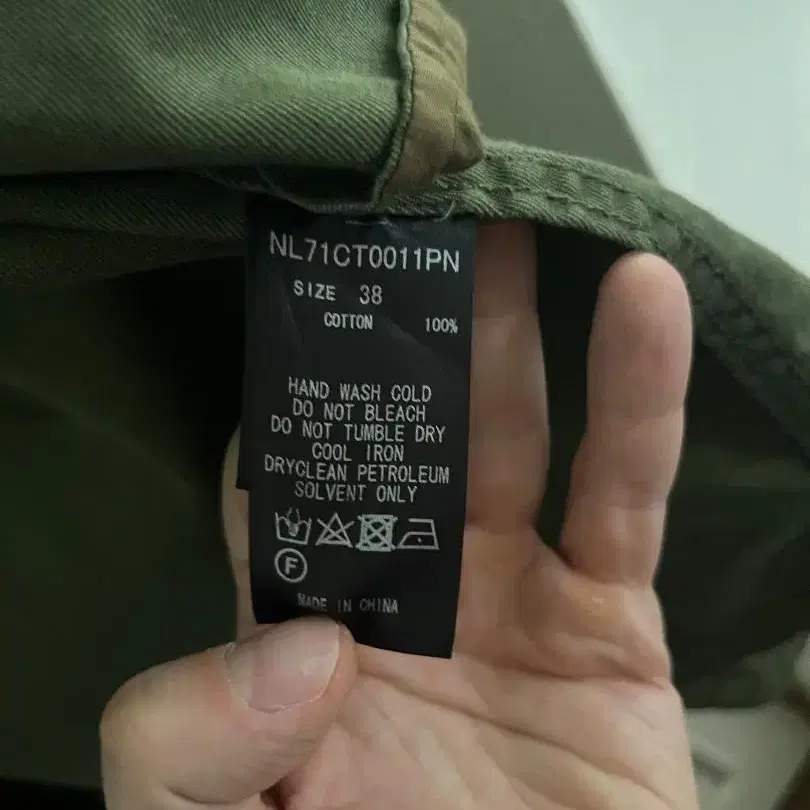 NL71CT0011PN
SIZE 38
COTTON 100%
HAND WASH COLD
DO NOT BLEACH
DO NOT TUMBLE DRY
COOL IRON
DRYCLEAN PETROLEUM
SOLVENT ONLY
F
MADE IN CHINA